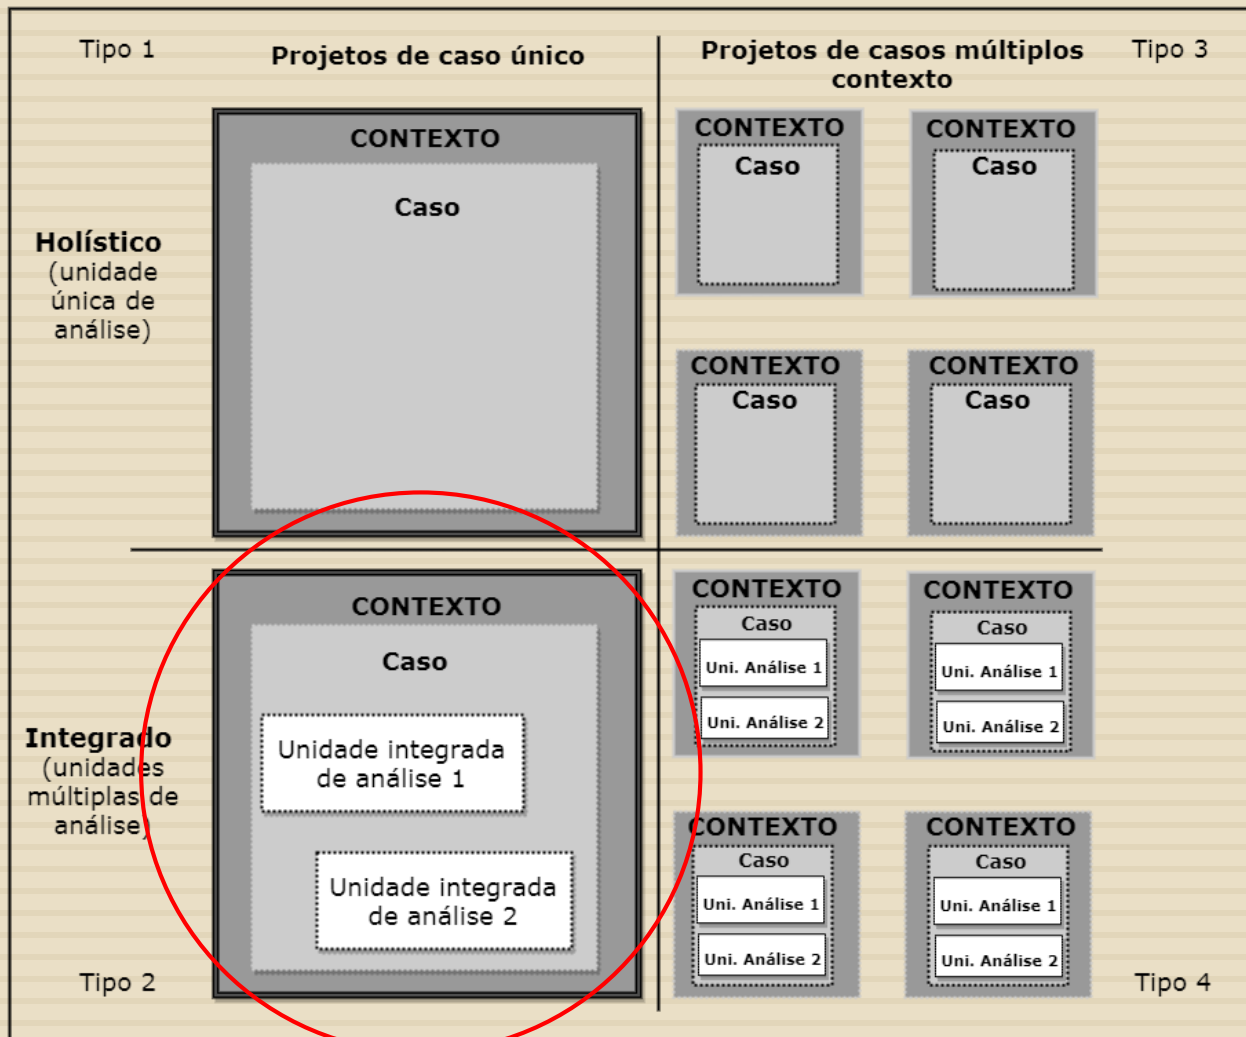 Tipo 1
Projetos de caso único
Projetos de casos múltiplos
contexto
Tipo 3
Holístico
(unidade
única de
análise)
CONTEXTO
Caso
CONTEXTO
Caso
CONTEXTO
Caso
CONTEXTO
Caso
CONTEXTO
Caso
Integrado
(unidades
múltiplas de
análise)
Tipo 2
CONTEXTO
Caso
Unidade integrada
de análise 1
Unidade integrada
de análise 2
CONTEXTO
Caso
Uni. Análise 1
Uni. Análise 2
CONTEXTO
Caso
Uni. Análise 1
Uni. Análise 2
CONTEXTO
Caso
Uni. Análise 1
Uni. Análise 2
CONTEXTO
Caso
Uni. Análise 1
Uni. Análise 2
Tipo 4